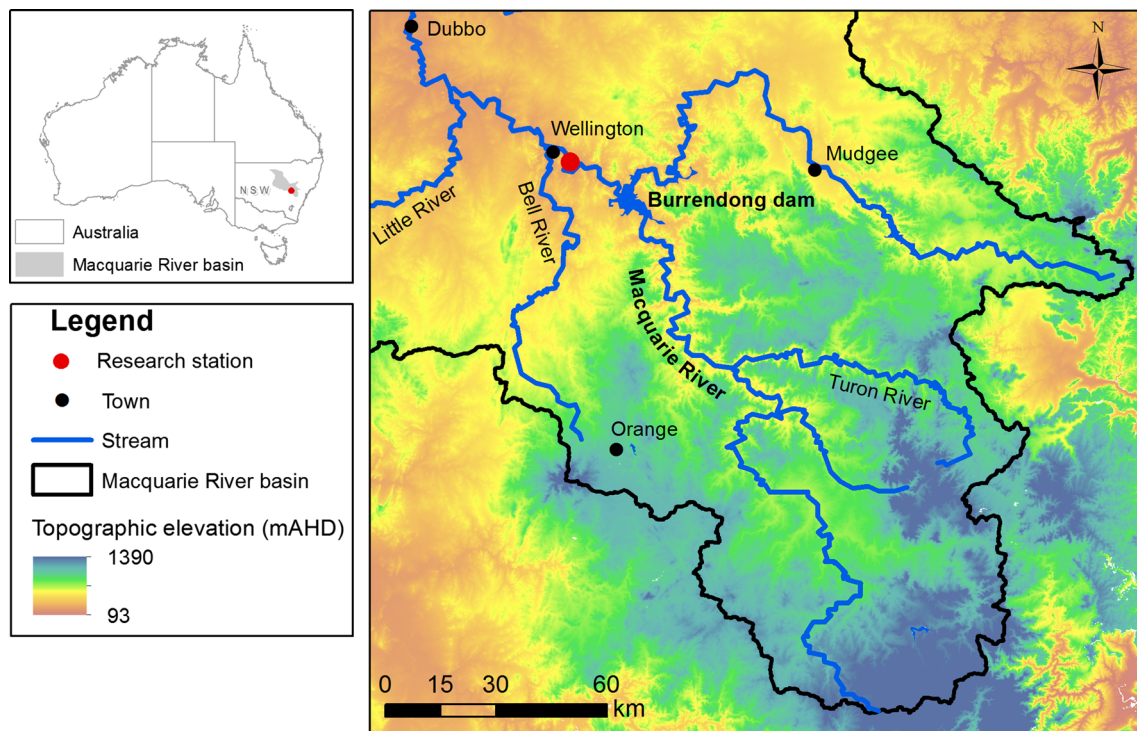 N S W
Australia
Macquarie River basin
Legend
Research station
Town
Stream
Macquarie River basin
Topographic elevation (mAHD)
1390
93
Dubbo
N
Wellington
Mudgee
Burrendong dam
Little River
Bell River
Macquarie River
Turon River
Orange
0 15 30 60
km